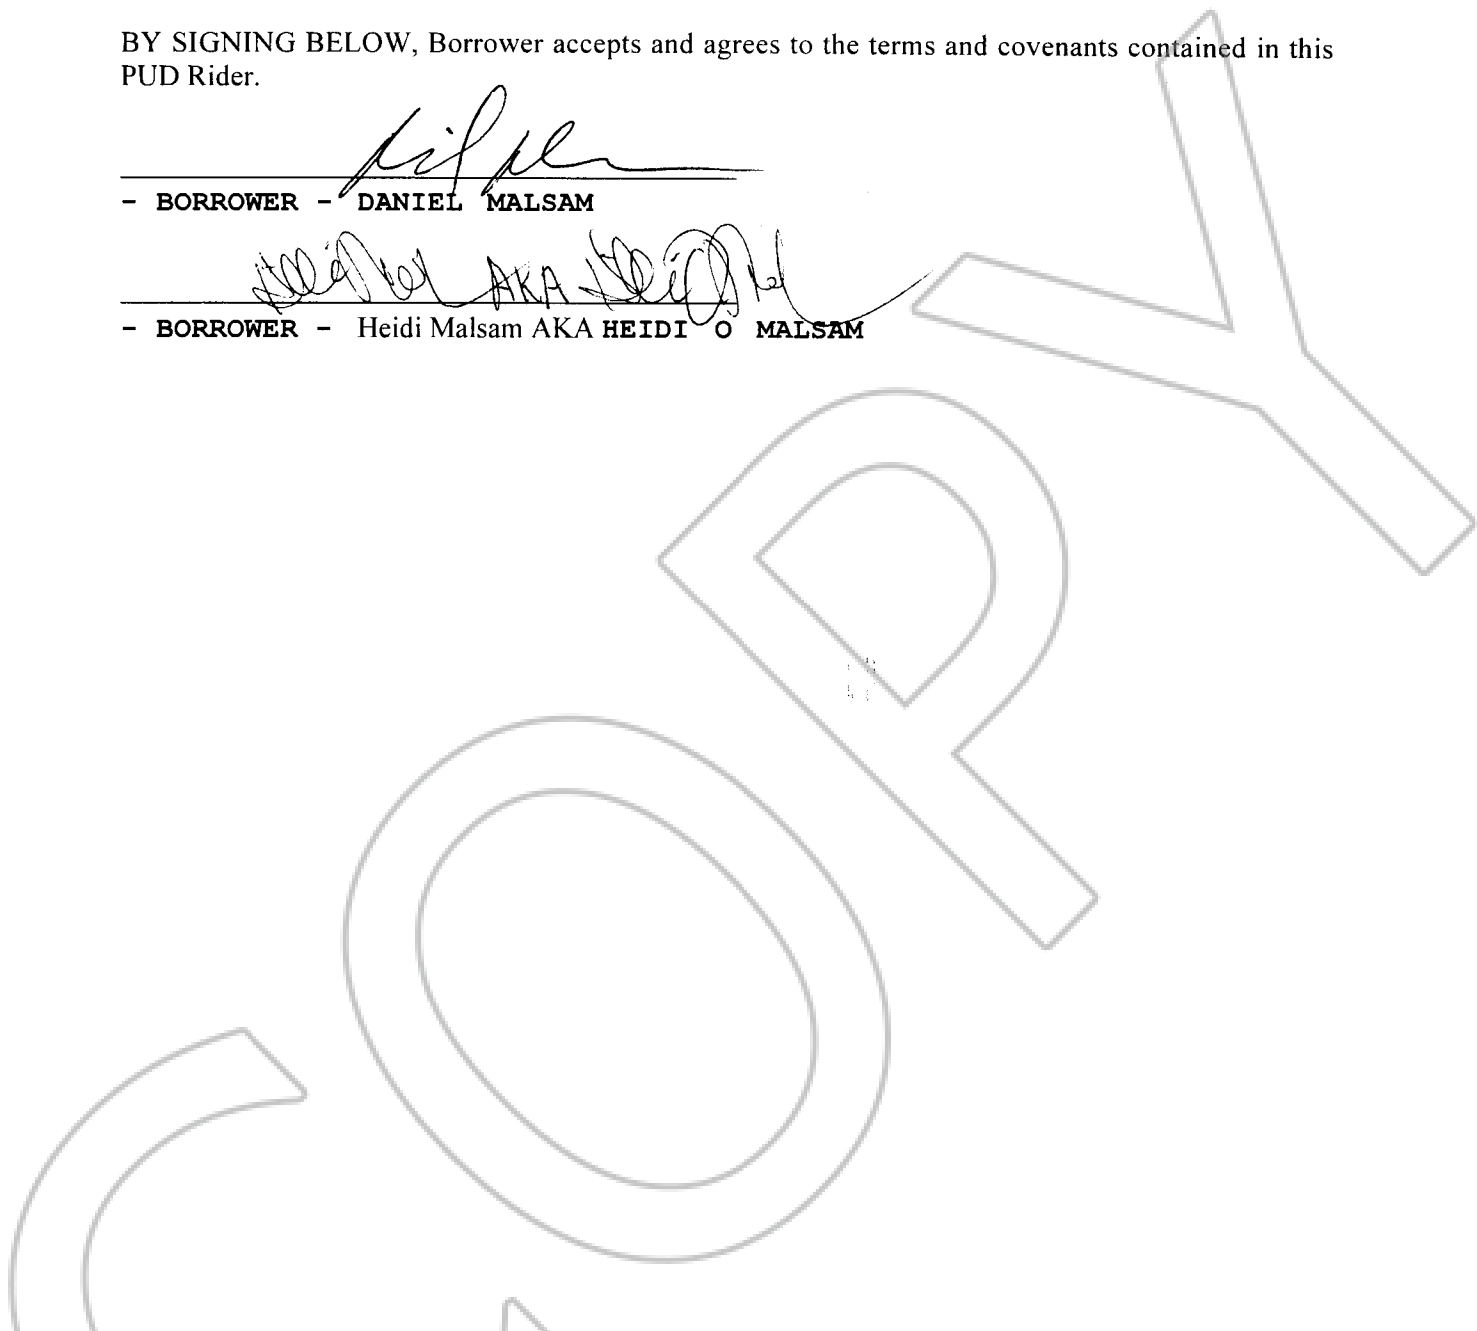 BY SIGNING BELOW, Borrower accepts and agrees to the terms and covenants contained in this
PUD Rider.
- BORROWER - DANIEL MALSAM
AKA
- BORROWER - Heidi Malsam AKA HEIDI O MALSAM
COPY